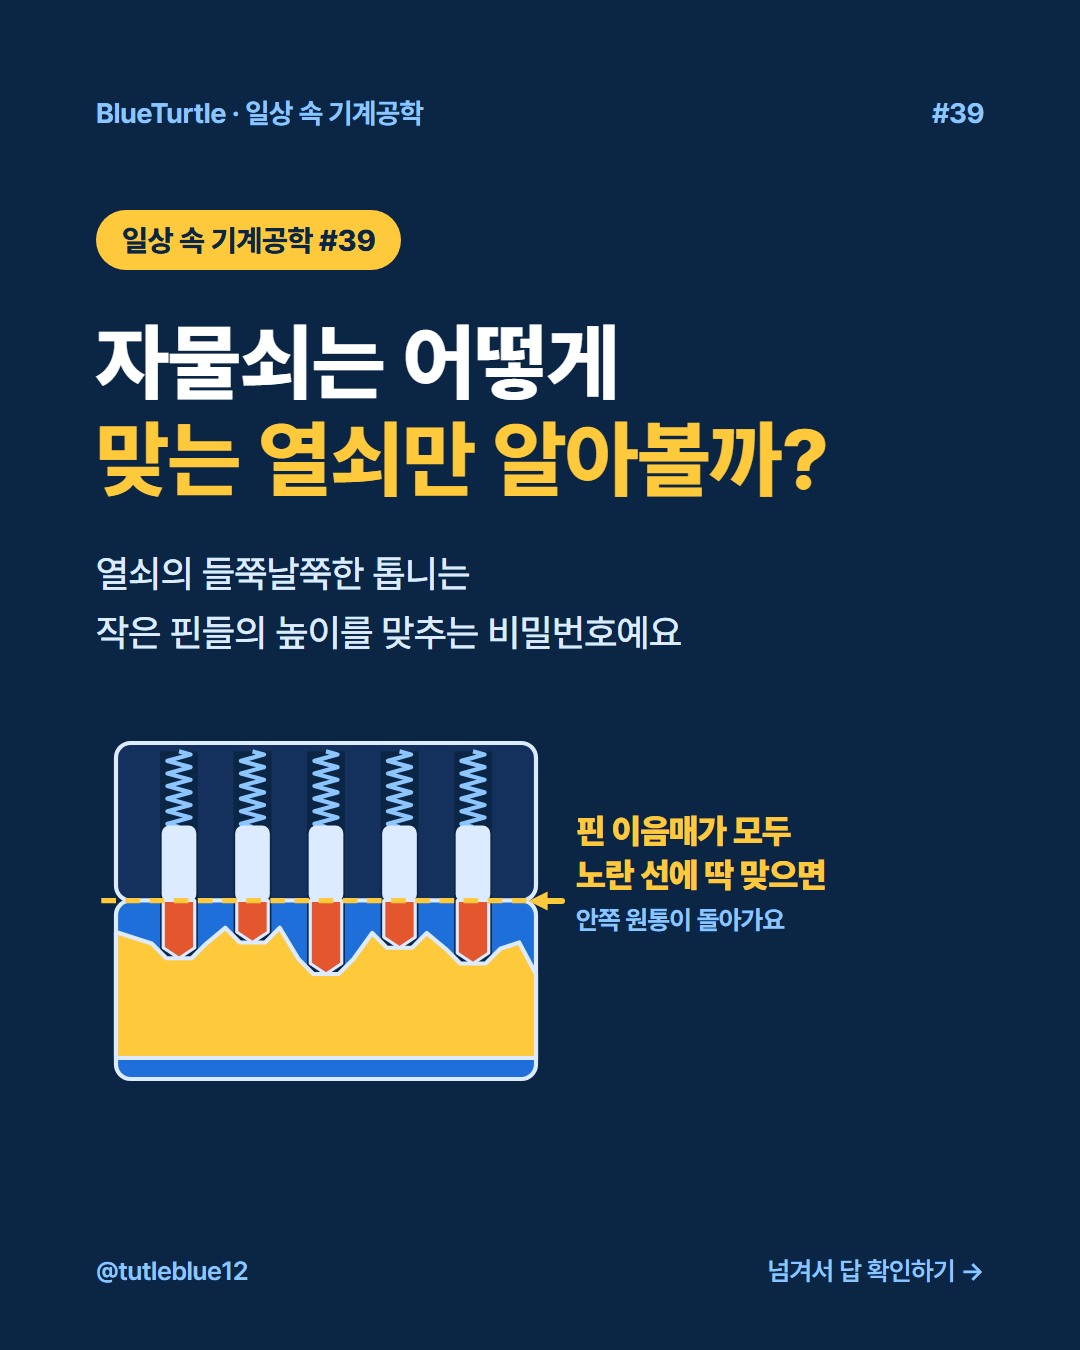 BlueTurtle · 일상 속 기계공학
#39
일상 속 기계공학 #39
자물쇠는 어떻게
맞는 열쇠만 알아볼까?
열쇠의 들쭉날쭉한 톱니는
작은 핀들의 높이를 맞추는 비밀번호예요
핀 이음매가 모두
노란 선에 딱 맞으면
안쪽 원통이 돌아가요
@tutleblue12
넘겨서 답 확인하기 →